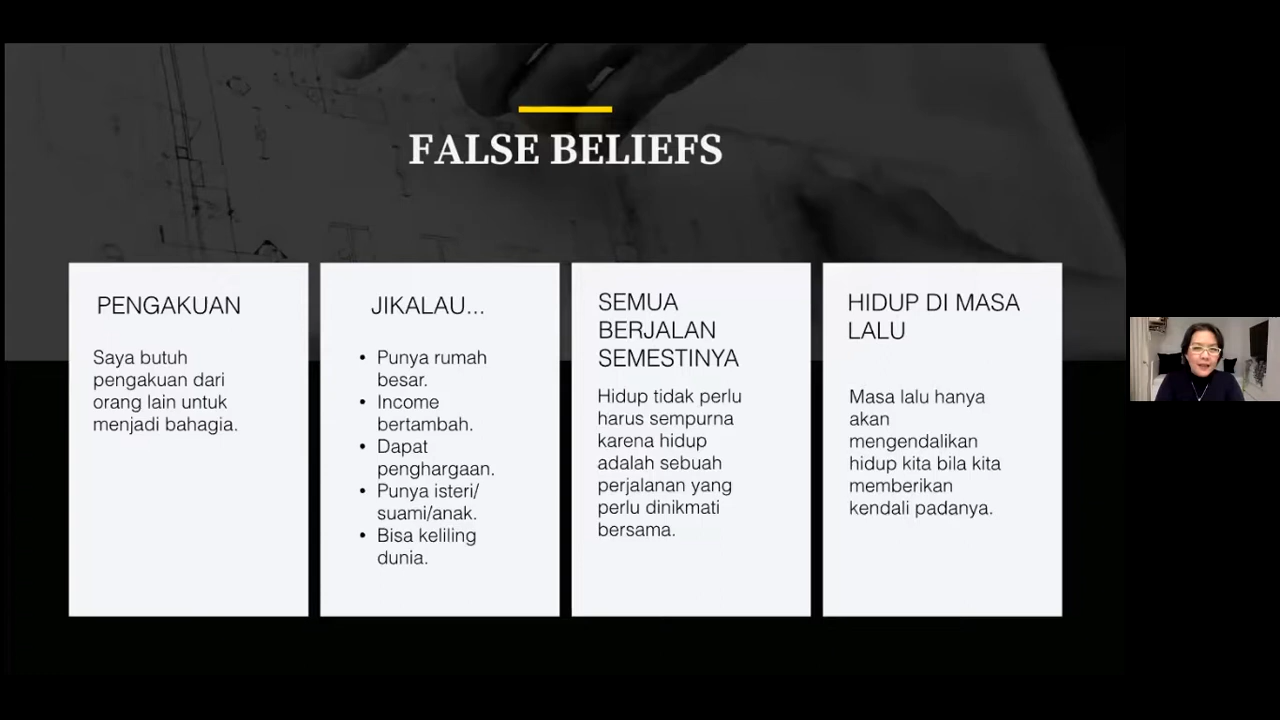 FALSE BELIEFS
PENGAKUAN
Saya butuh
pengakuan dari
orang lain untuk
menjadi bahagia.
JIKALAU...
• Punya rumah
besar.
• Income
bertambah.
• Dapat
penghargaan.
• Punya isteri/
suami/anak.
• Bisa keliling
dunia.
SEMUA
BERJALAN
SEMESTINYA
Hidup tidak perlu
harus sempurna
karena hidup
adalah sebuah
perjalanan yang
perlu dinikmati
bersama.
HIDUP DI MASA
LALU
Masa lalu hanya
akan
mengendalikan
hidup kita bila kita
memberikan
kendali padanya.